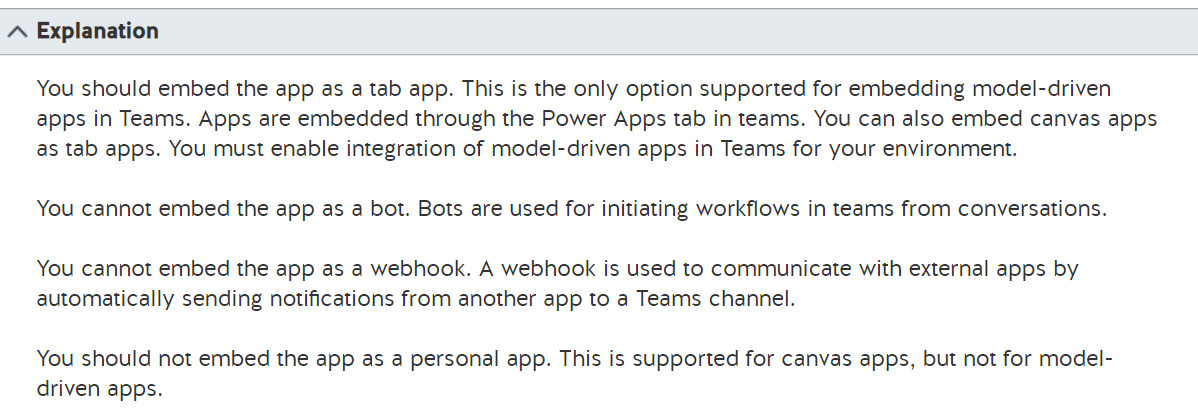 Explanation
You should embed the app as a tab app. This is the only option supported for embedding model-driven
apps in Teams. Apps are embedded through the Power Apps tab in teams. You can also embed canvas apps
as tab apps. You must enable integration of model-driven apps in Teams for your environment.
You cannot embed the app as a bot. Bots are used for initiating workflows in teams from conversations.
You cannot embed the app as a webhook. A webhook is used to communicate with external apps by
automatically sending notifications from another app to a Teams channel.
You should not embed the app as a personal app. This is supported for canvas apps, but not for model-
driven apps.